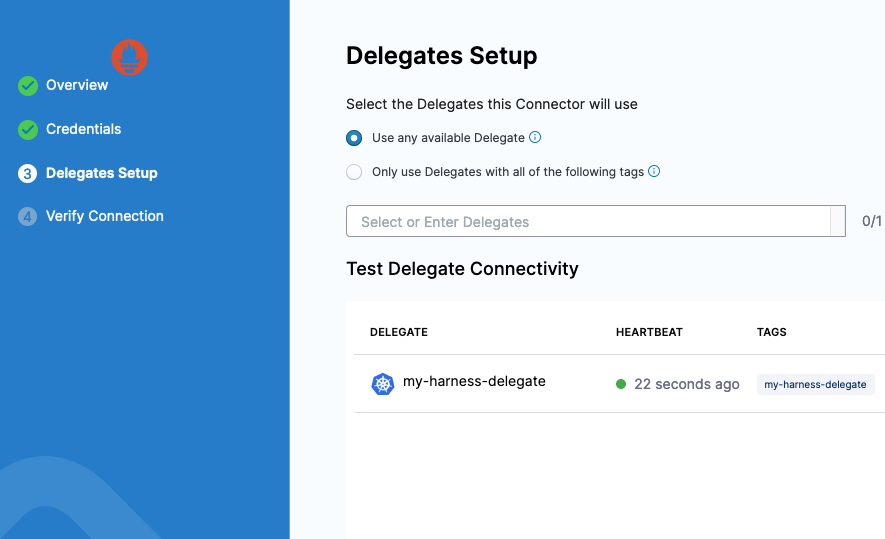 Overview
Credentials
3 Delegates Setup
4 Verify Connection
Delegates Setup
Select the Delegates this Connector will use
Use any available Delegate
Only use Delegates with all of the following tags
Select or Enter Delegates
0/1
Test Delegate Connectivity
DELEGATE HEARTBEAT TAGS
my-harness-delegate 22 seconds ago my-harness-delegate